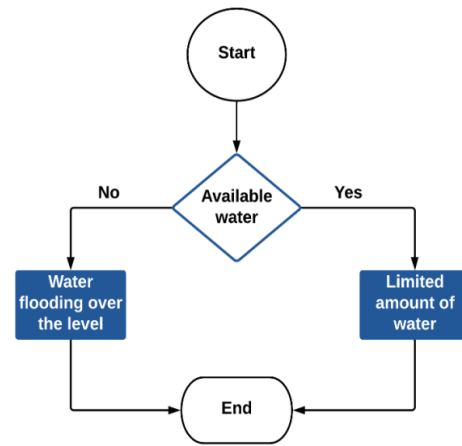 Start
Available
water
No
Yes
Water
flooding over
the level
Limited
amount of
water
End